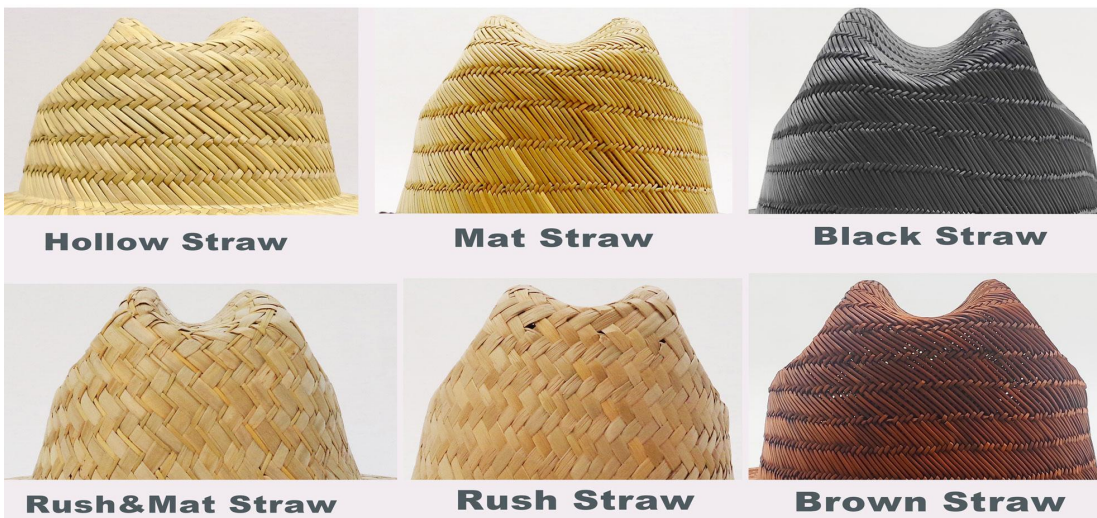 Hollow Straw
Mat Straw
Black Straw
Rush&Mat Straw
Rush Straw
Brown Straw